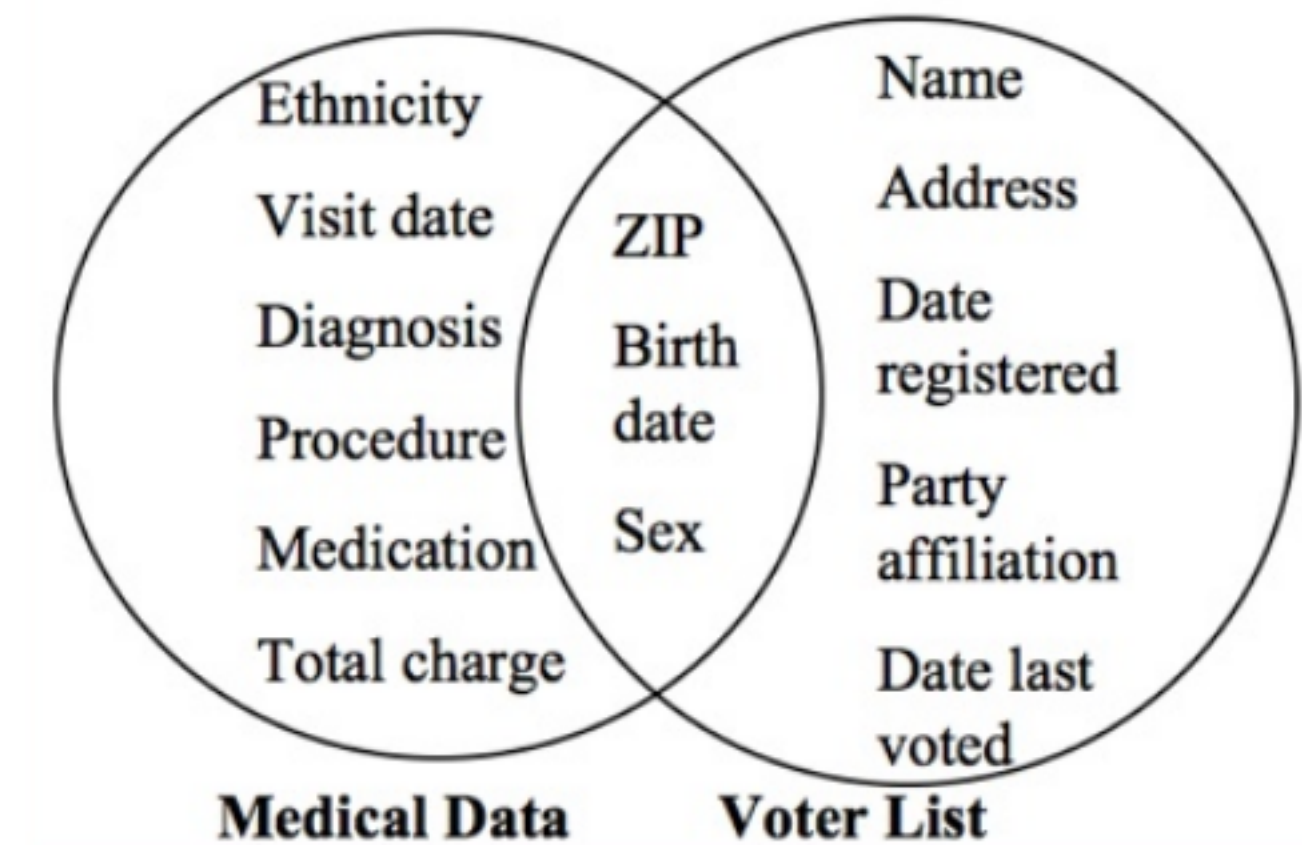 Ethnicity
Visit date
Diagnosis
Procedure
Medication
Total charge
ZIP
Birth
date
Sex
Name
Address
Date
registered
Party
affiliation
Date last
voted
Medical Data
Voter List